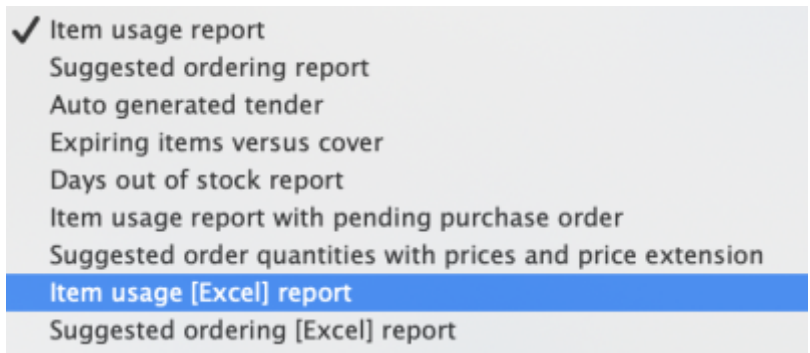 Item usage report
Suggested ordering report
Auto generated tender
Expiring items versus cover
Days out of stock report
Item usage report with pending purchase order
Suggested order quantities with prices and price extension
Item usage [Excel] report
Suggested ordering [Excel] report